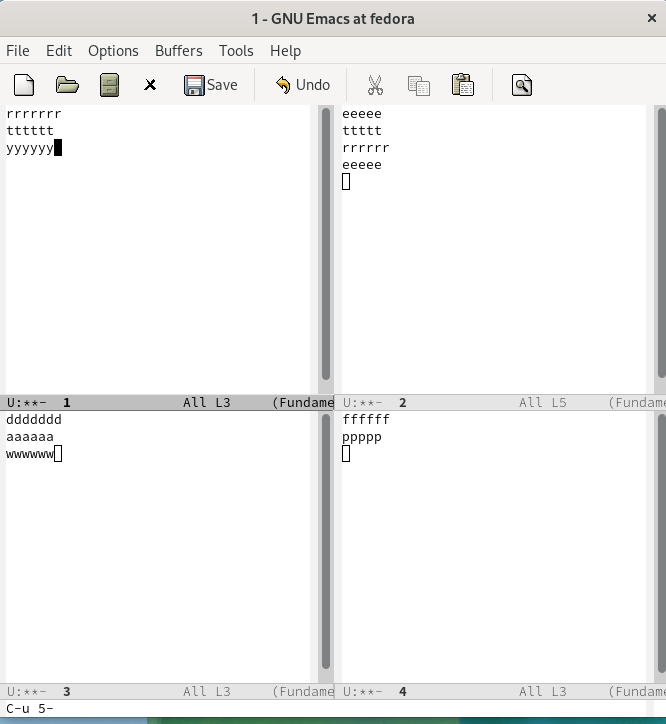 1 - GNU Emacs at fedora
File Edit Options Buffers Tools Help
Save Undo
rrrrrrr
tttttt
yyyyyy
U:**-  1              All L3     (Fundame
eeeee
ttttt
rrrrrr
eeeee
U:**-  2              All L5     (Fundame
ddddddd
aaaaaa
wwwwww
U:**-  3              All L3     (Fundame
ffffff
ppppp
U:**-  4              All L3     (Fundame
C-u 5-